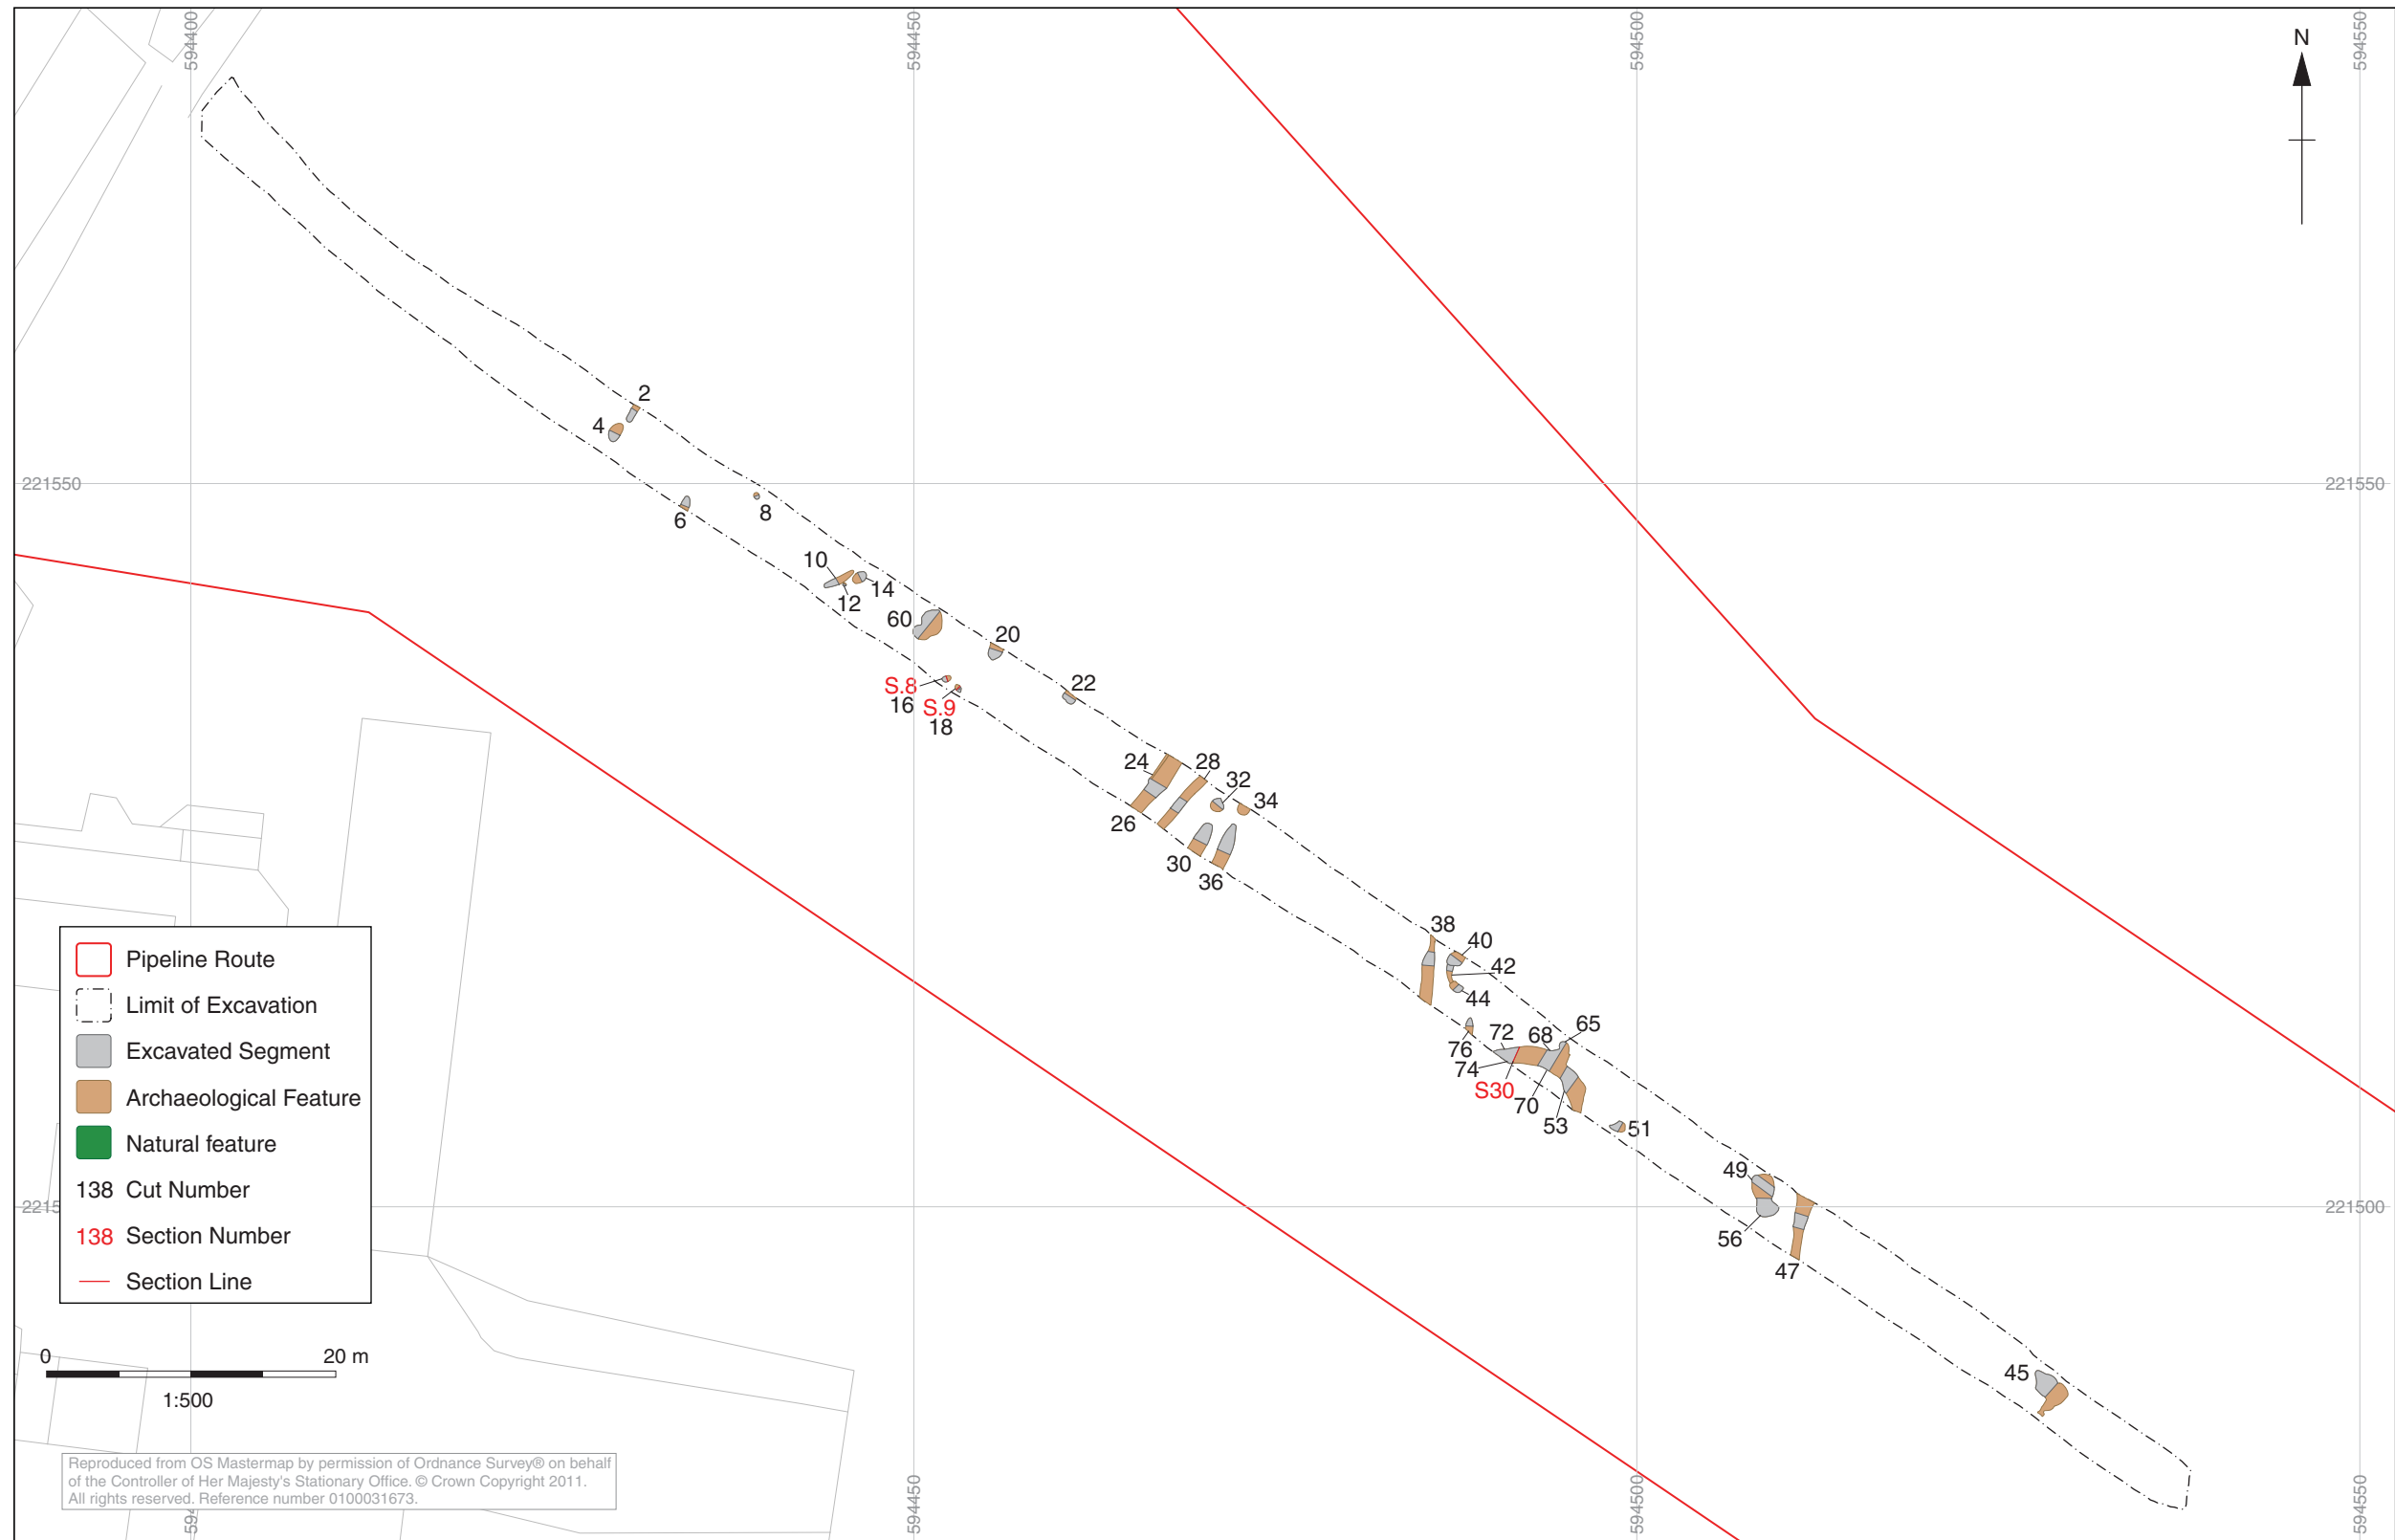 594400
594450
594500
594550
N
2
4
221550
221550
6
8
10
14
12
60
20
S.8
22
16
S.9
18
24
28
32
34
26
30
36
38
40
42
44
72
68
65
76
74
S30
70
53
51
49
56
47
221500
45
Pipeline Route
Limit of Excavation
Excavated Segment
Archaeological Feature
Natural feature
138 Cut Number
138 Section Number
Section Line
0 20 m
1:500
Reproduced from OS Mastermap by permission of Ordnance Survey® on behalf
of the Controller of Her Majesty's Stationary Office. © Crown Copyright 2011.
All rights reserved. Reference number 0100031673.
594450
594500
594550